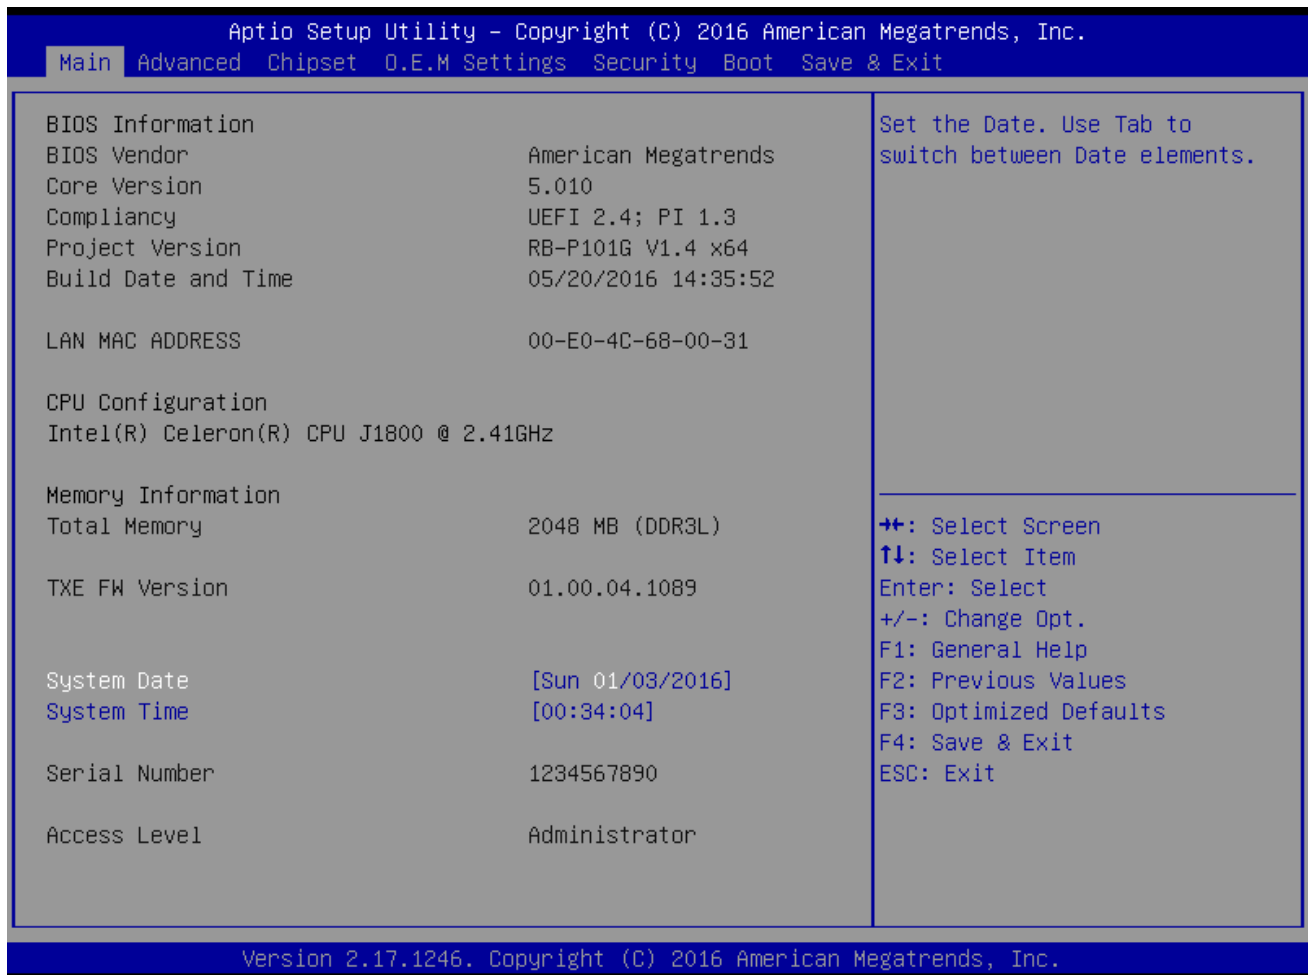 Aptio Setup Utility – Copyright (C) 2016 American Megatrends, Inc.
Main Advanced Chipset O.E.M Settings Security Boot Save & Exit
BIOS Information
BIOS Vendor American Megatrends
Core Version 5.010
Compliancy UEFI 2.4; PI 1.3
Project Version RB-P101G V1.4 x64
Build Date and Time 05/20/2016 14:35:52
LAN MAC ADDRESS 00-E0-4C-68-00-31
CPU Configuration
Intel(R) Celeron(R) CPU J1800 @ 2.41GHz
Memory Information
Total Memory 2048 MB (DDR3L)
TXE FW Version 01.00.04.1089
System Date [Sun 01/03/2016]
System Time [00:34:04]
Serial Number 1234567890
Access Level Administrator
Set the Date. Use Tab to
switch between Date elements.
→←: Select Screen
↑↓: Select Item
Enter: Select
+/-: Change Opt.
F1: General Help
F2: Previous Values
F3: Optimized Defaults
F4: Save & Exit
ESC: Exit
Version 2.17.1246. Copyright (C) 2016 American Megatrends, Inc.